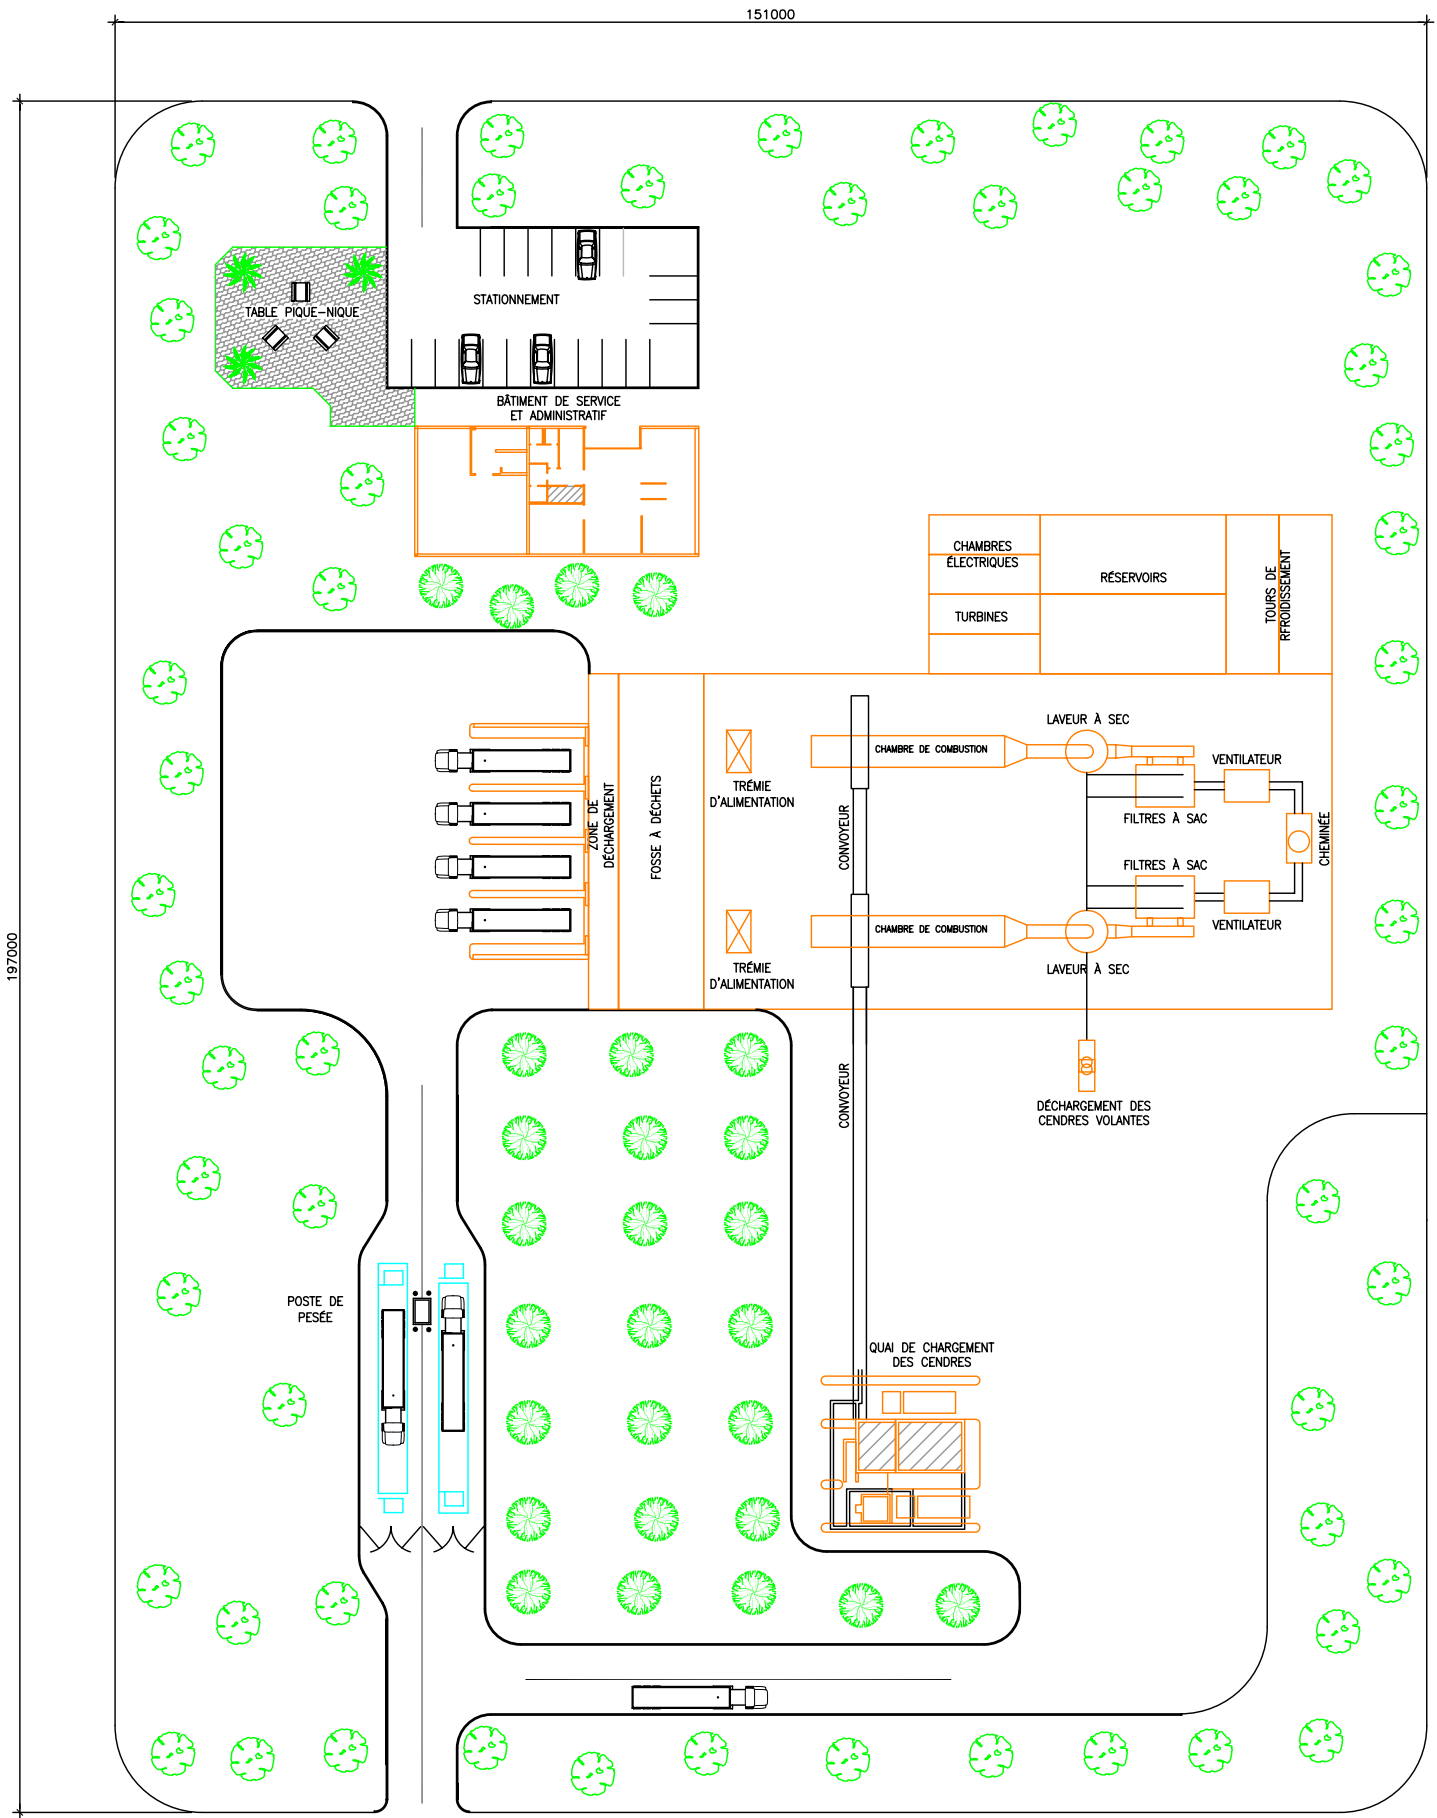 151000
STATIONNEMENT
TABLE PIQUE-NIQUE
BÂTIMENT DE SERVICE
ET ADMINISTRATIF
CHAMBRES
ÉLECTRIQUES
RÉSERVOIRS
TOURS DE
RFROIDISSEMENT
TURBINES
LAVEUR À SEC
CHAMBRE DE COMBUSTION
VENTILATEUR
ZONE DE
DÉCHARGEMENT
FOSSE À DÉCHETS
TRÉMIE
D'ALIMENTATION
CONVOYEUR
FILTRES À SAC
CHEMINÉE
FILTRES À SAC
CHAMBRE DE COMBUSTION
VENTILATEUR
197000
TRÉMIE
D'ALIMENTATION
LAVEUR À SEC
CONVOYEUR
DÉCHARGEMENT DES
CENDRES VOLANTES
POSTE DE
PESÉE
QUAI DE CHARGEMENT
DES CENDRES